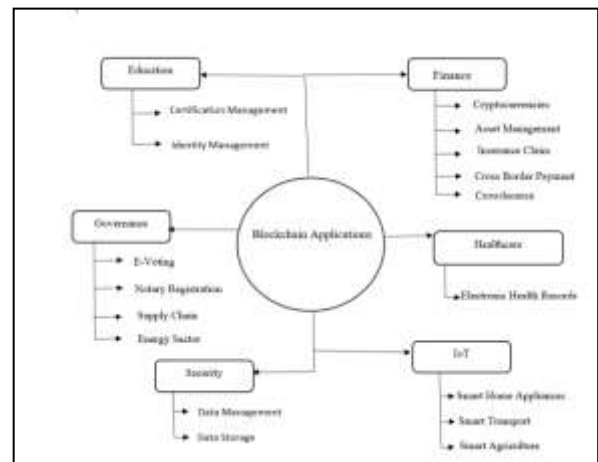 Education
Certification Management
Identity Management
Finance
Cryptocurrencies
Asset Management
Insurance Claim
Cross Border Payment
Blockchain Applications
Government
E-Voting
Notary Registration
Supply Chain
Energy Sector
Healthcare
Electronic Health Records
Security
Data Management
Data Storage
IoT
Smart Home Appliances
Smart Transport
Smart Agriculture